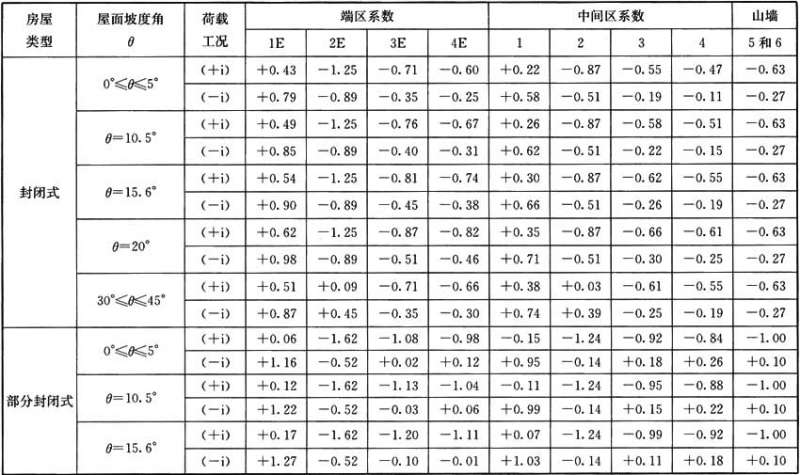 房屋类型 屋面坡度角θ 荷载工况 端区系数 中间区系数 山墙
1E 2E 3E 4E 1 2 3 4 5和6
封闭式 0°≤θ≤5° (+i) +0.43 -1.25 -0.71 -0.60 +0.22 -0.87 -0.55 -0.47 -0.63
(-i) +0.79 -0.89 -0.35 -0.25 +0.58 -0.51 -0.19 -0.11 -0.27
θ=10.5° (+i) +0.49 -1.25 -0.76 -0.67 +0.26 -0.87 -0.58 -0.51 -0.63
(-i) +0.85 -0.89 -0.40 -0.31 +0.62 -0.51 -0.22 -0.15 -0.27
θ=15.6° (+i) +0.54 -1.25 -0.81 -0.74 +0.30 -0.87 -0.62 -0.55 -0.63
(-i) +0.90 -0.89 -0.45 -0.38 +0.66 -0.51 -0.26 -0.19 -0.27
θ=20° (+i) +0.62 -1.25 -0.87 -0.82 +0.35 -0.87 -0.66 -0.61 -0.63
(-i) +0.98 -0.89 -0.51 -0.46 +0.71 -0.51 -0.30 -0.25 -0.27
30°≤θ≤45° (+i) +0.51 +0.09 -0.71 -0.66 +0.38 +0.03 -0.61 -0.55 -0.63
(-i) +0.87 +0.45 -0.35 -0.30 +0.74 +0.39 -0.25 -0.19 -0.27
部分封闭式 0°≤θ≤5° (+i) +0.06 -1.62 -1.08 -0.98 -0.15 -1.24 -0.92 -0.84 -1.00
(-i) +1.16 -0.52 +0.02 +0.12 +0.95 -0.14 +0.18 +0.26 +0.10
θ=10.5° (+i) +0.12 -1.62 -1.13 -1.04 -0.11 -1.24 -0.95 -0.88 -1.00
(-i) +1.22 -0.52 -0.03 +0.06 +0.99 -0.14 +0.15 +0.22 +0.10
θ=15.6° (+i) +0.17 -1.62 -1.20 -1.11 +0.07 -1.24 -0.99 -0.92 -1.00
(-i) +1.27 -0.52 -0.10 -0.01 +1.03 -0.14 +0.11 +0.18 +0.10